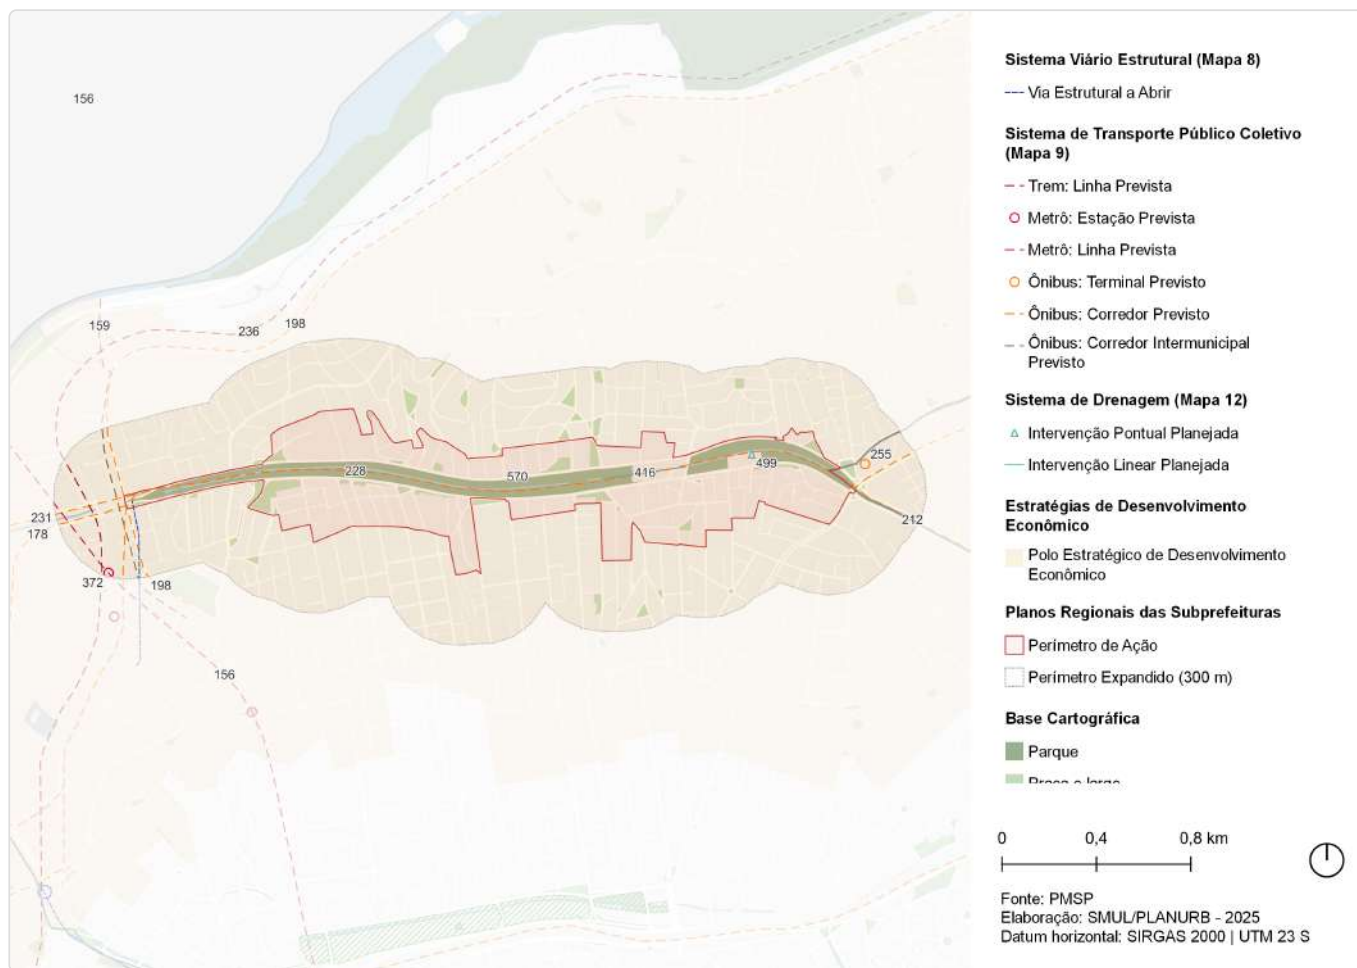 156
159
236
198
228
570
416
499
255
212
231
178
372
198
156
Sistema Viário Estrutural (Mapa 8)
Via Estrutural a Abrir
Sistema de Transporte Público Coletivo
(Mapa 9)
Trem: Linha Prevista
Metrô: Estação Prevista
Metrô: Linha Prevista
Ônibus: Terminal Previsto
Ônibus: Corredor Previsto
Ônibus: Corredor Intermunicipal
Previsto
Sistema de Drenagem (Mapa 12)
Intervenção Pontual Planejada
Intervenção Linear Planejada
Estratégias de Desenvolvimento
Econômico
Polo Estratégico de Desenvolvimento
Econômico
Planos Regionais das Subprefeituras
Perímetro de Ação
Perímetro Expandido (300 m)
Base Cartográfica
Parque
Praça e largo
0 0,4 0,8 km
Fonte: PMSP
Elaboração: SMUL/PLANURB - 2025
Datum horizontal: SIRGAS 2000 | UTM 23 S